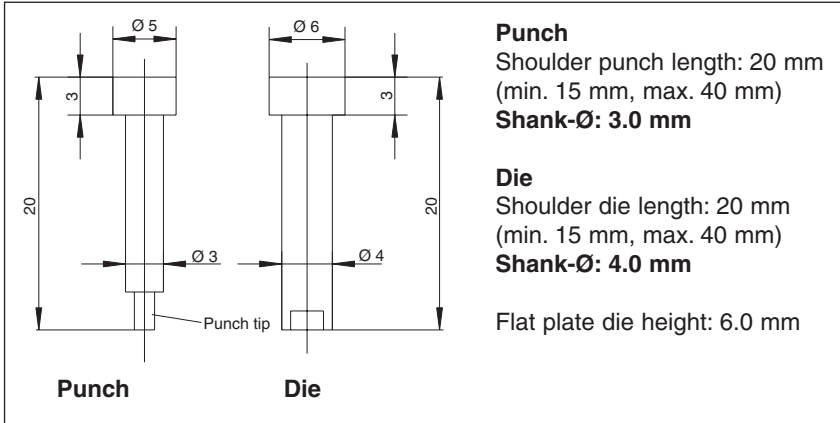 Ø 5
Ø 6
3
3
20
20
Ø 3
Ø 4
Punch tip
Punch
Die
Punch
Shoulder punch length: 20 mm
(min. 15 mm, max. 40 mm)
Shank-Ø: 3.0 mm
Die
Shoulder die length: 20 mm
(min. 15 mm, max. 40 mm)
Shank-Ø: 4.0 mm
Flat plate die height: 6.0 mm